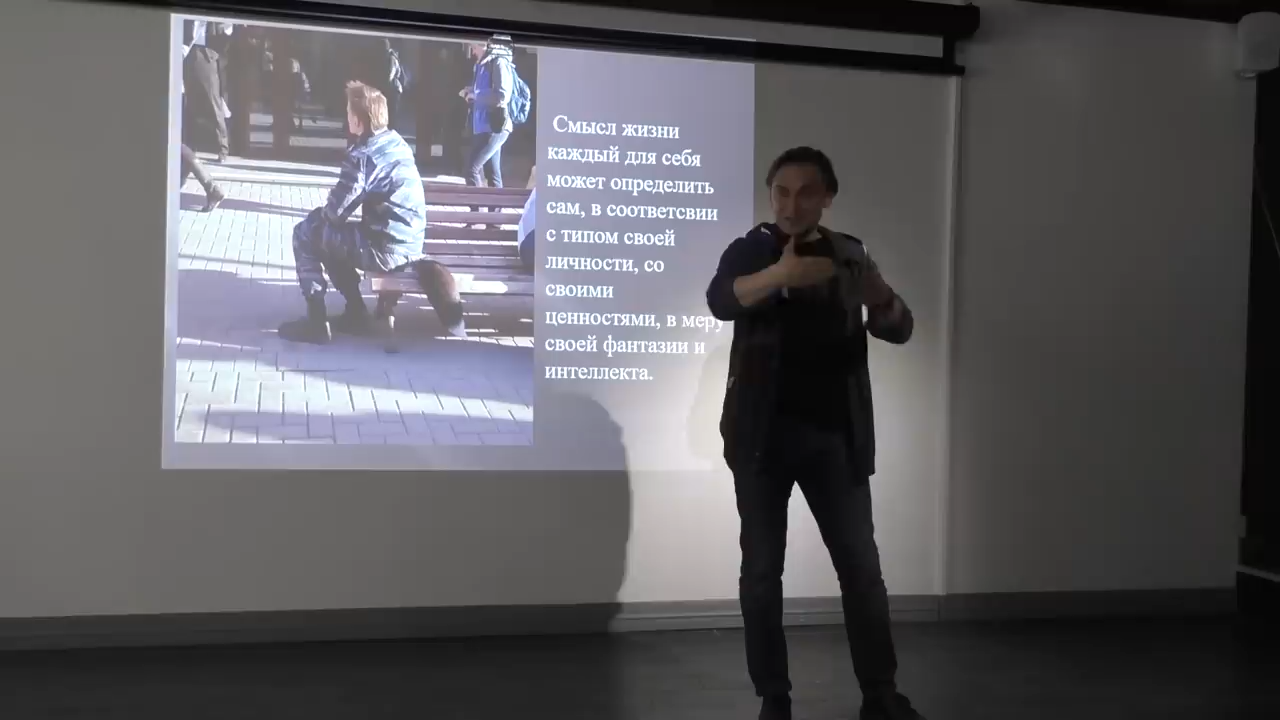 Смысл жизни
каждый для себя
может определить
сам, в соответсвии
с типом своей
личности, со
своими
ценностями, в меру
своей фантазии и
интеллекта.